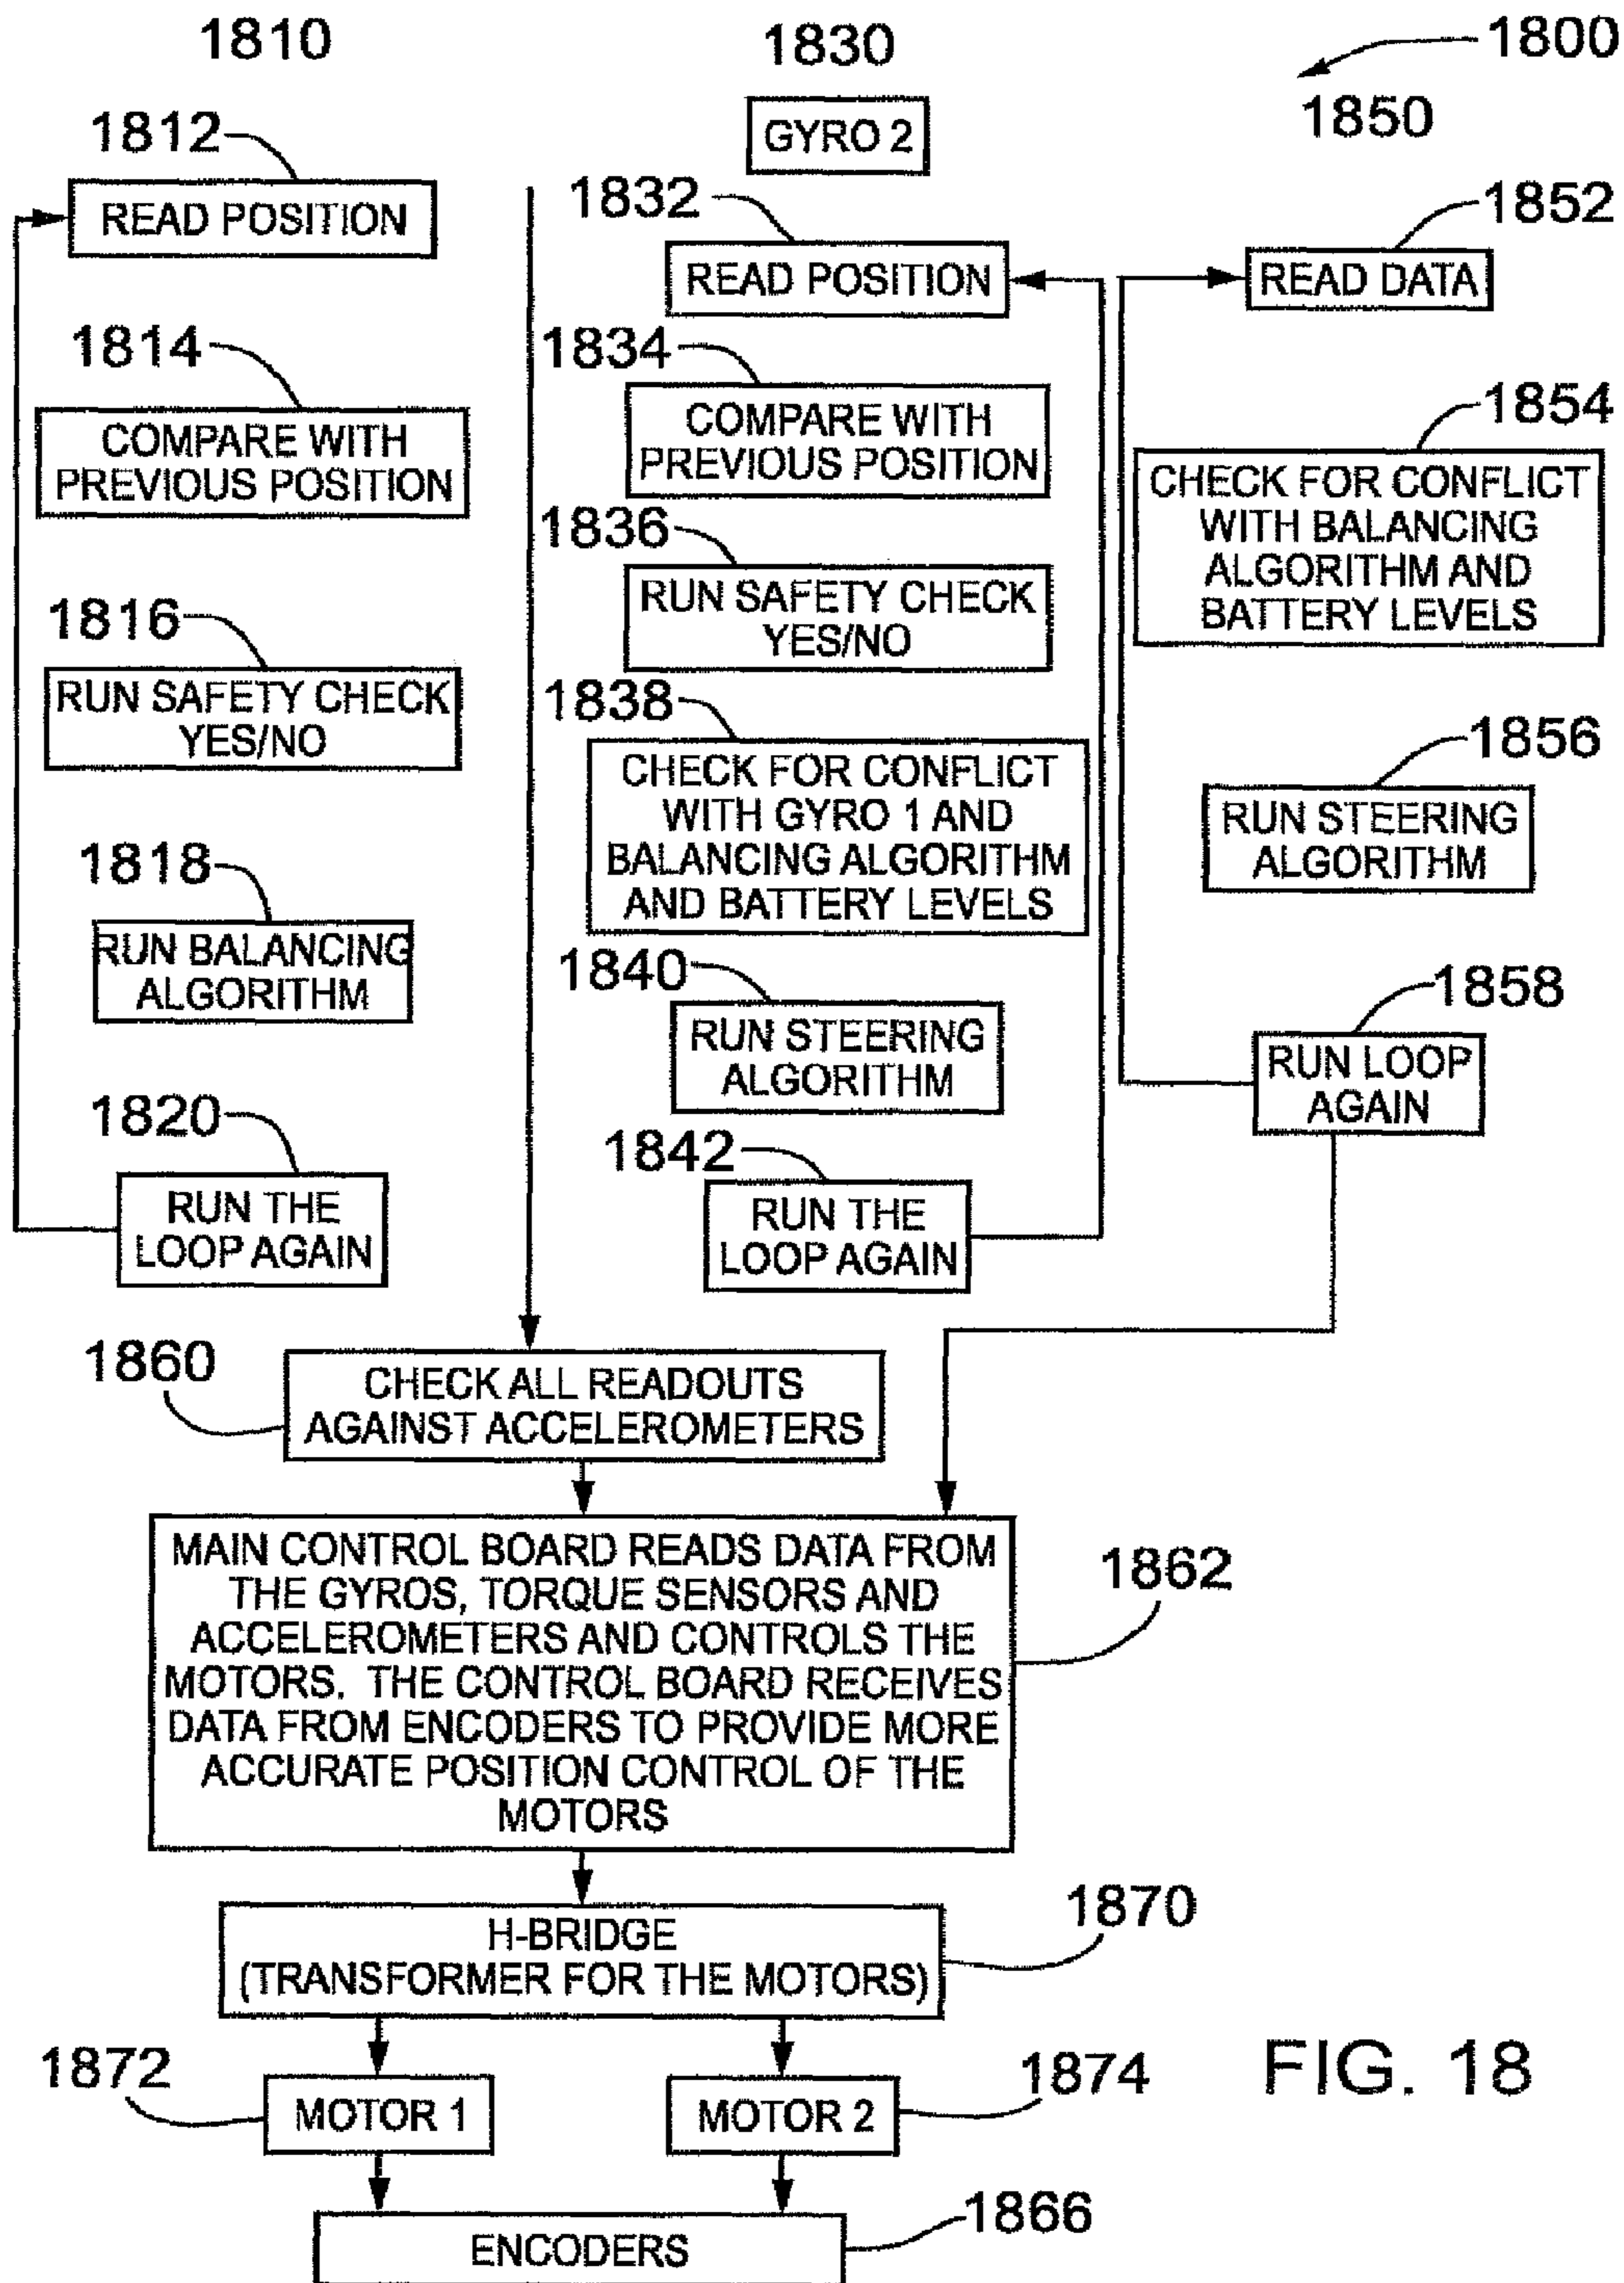 1810
1830
1800
1850
1812
GYRO 2
READ POSITION
1832
1852
READ POSITION
READ DATA
1814
1834
1854
COMPARE WITH
PREVIOUS POSITION
COMPARE WITH
PREVIOUS POSITION
CHECK FOR CONFLICT
WITH BALANCING
ALGORITHM AND
BATTERY LEVELS
1816
1836
RUN SAFETY CHECK
YES/NO
RUN SAFETY CHECK
YES/NO
1838
1856
CHECK FOR CONFLICT
WITH GYRO 1 AND
BALANCING ALGORITHM
AND BATTERY LEVELS
RUN STEERING
ALGORITHM
1818
RUN BALANCING
ALGORITHM
1840
1858
RUN STEERING
ALGORITHM
RUN LOOP
AGAIN
1820
1842
RUN THE
LOOP AGAIN
RUN THE
LOOP AGAIN
1860
CHECK ALL READOUTS
AGAINST ACCELEROMETERS
MAIN CONTROL BOARD READS DATA FROM
THE GYROS, TORQUE SENSORS AND
ACCELEROMETERS AND CONTROLS THE
MOTORS. THE CONTROL BOARD RECEIVES
DATA FROM ENCODERS TO PROVIDE MORE
ACCURATE POSITION CONTROL OF THE
MOTORS
1862
H-BRIDGE
(TRANSFORMER FOR THE MOTORS)
1870
1872
MOTOR 1
MOTOR 2
1874
FIG. 18
ENCODERS
1866